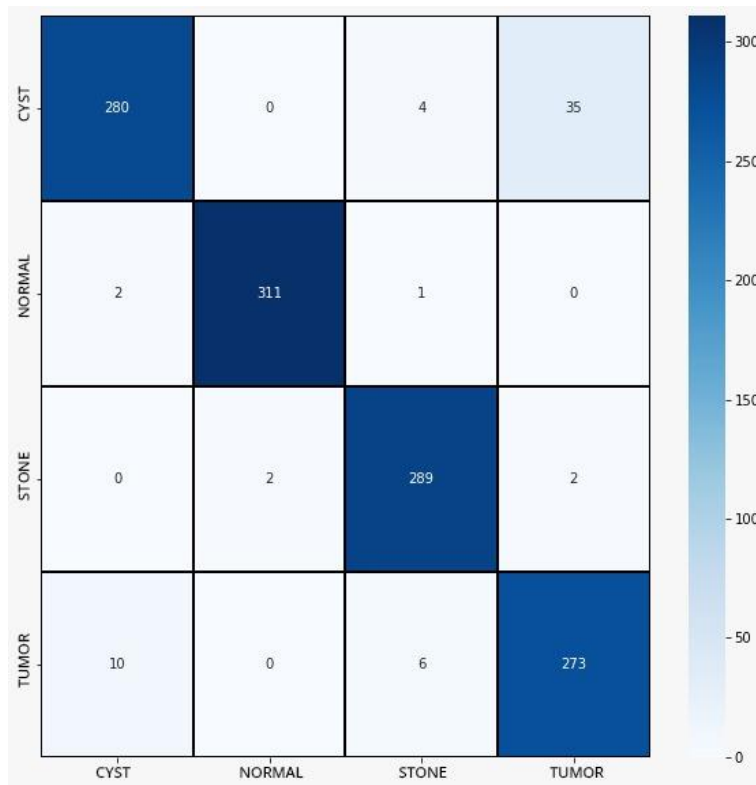 CYST 280 0 4 35
NORMAL 2 311 1 0
STONE 0 2 289 2
TUMOR 10 0 6 273
CYST NORMAL STONE TUMOR
300
250
200
150
100
50
0